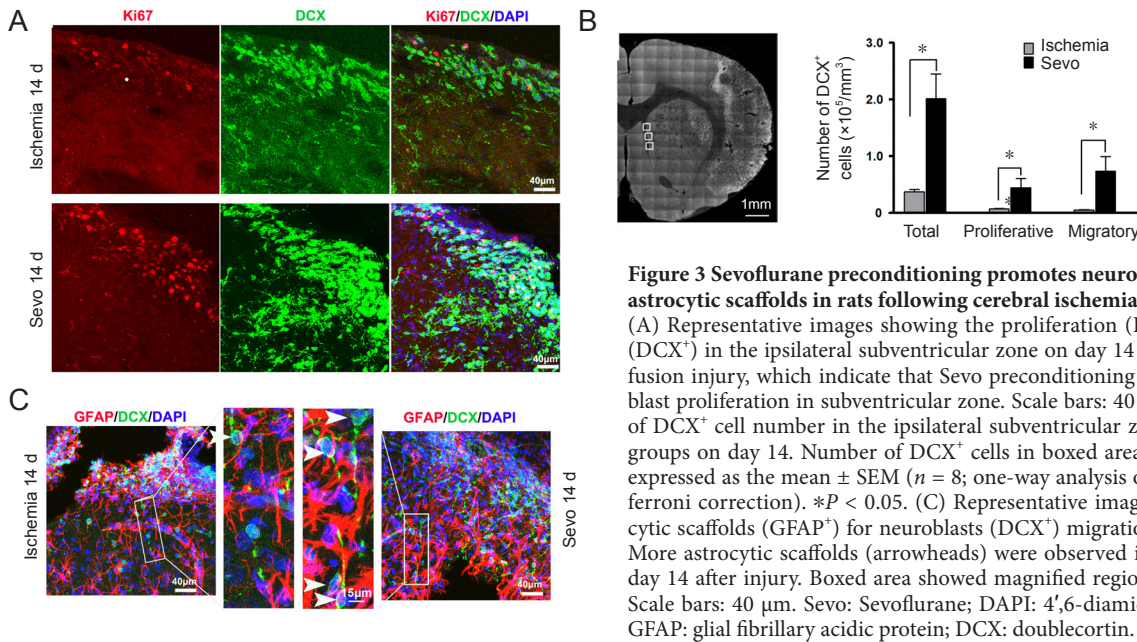 A
Ki67
DCX
Ki67/DCX/DAPI
Ischemia 14 d
40μm
Sevo 14 d
40μm
B
1mm
Number of DCX⁺
cells (×10⁵/mm³)
3.0
2.0
1.0
0
Ischemia
Sevo
*
*
*
*
Total
Proliferative
Migratory
C
GFAP/DCX/DAPI
GFAP/DCX/DAPI
Ischemia 14 d
40μm
15μm
40μm
Sevo 14 d
Figure 3 Sevoflurane preconditioning promotes neuro
astrocytic scaffolds in rats following cerebral ischemia
(A) Representative images showing the proliferation (
(DCX⁺) in the ipsilateral subventricular zone on day 14
fusion injury, which indicate that Sevo preconditioning
blast proliferation in subventricular zone. Scale bars: 40
of DCX⁺ cell number in the ipsilateral subventricular z
groups on day 14. Number of DCX⁺ cells in boxed area
expressed as the mean ± SEM (n = 8; one-way analysis o
ferroni correction). *P < 0.05. (C) Representative imag
cytic scaffolds (GFAP⁺) for neuroblasts (DCX⁺) migratio
More astrocytic scaffolds (arrowheads) were observed i
day 14 after injury. Boxed area showed magnified regio
Scale bars: 40 μm. Sevo: Sevoflurane; DAPI: 4′,6-diamic
GFAP: glial fibrillary acidic protein; DCX: doublecortin.